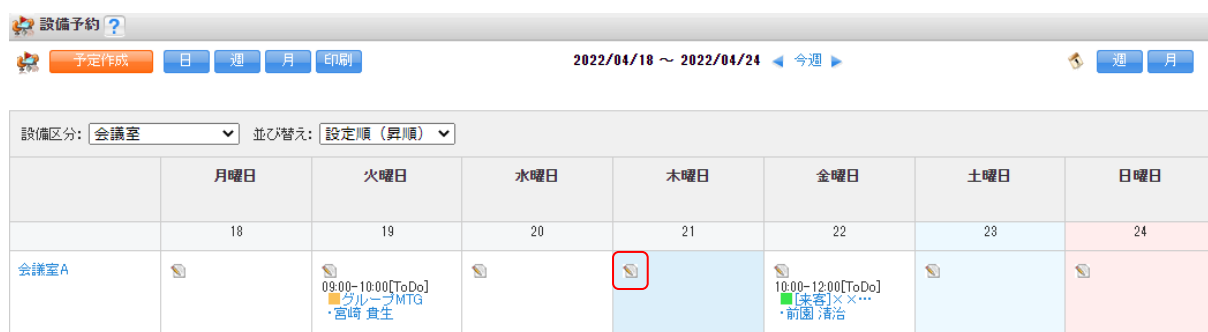 設備予約 ?
予定作成 日 週 月 印刷 2022/04/18 ～ 2022/04/24 今週 週 月
設備区分: 会議室 並び替え: 設定順（昇順）
月曜日 火曜日 水曜日 木曜日 金曜日 土曜日 日曜日
18 19 20 21 22 23 24
会議室A
09:00-10:00[ToDo]
グループMTG
・宮崎 貴生
10:00-12:00[ToDo]
[来客]××…
・前園 清治